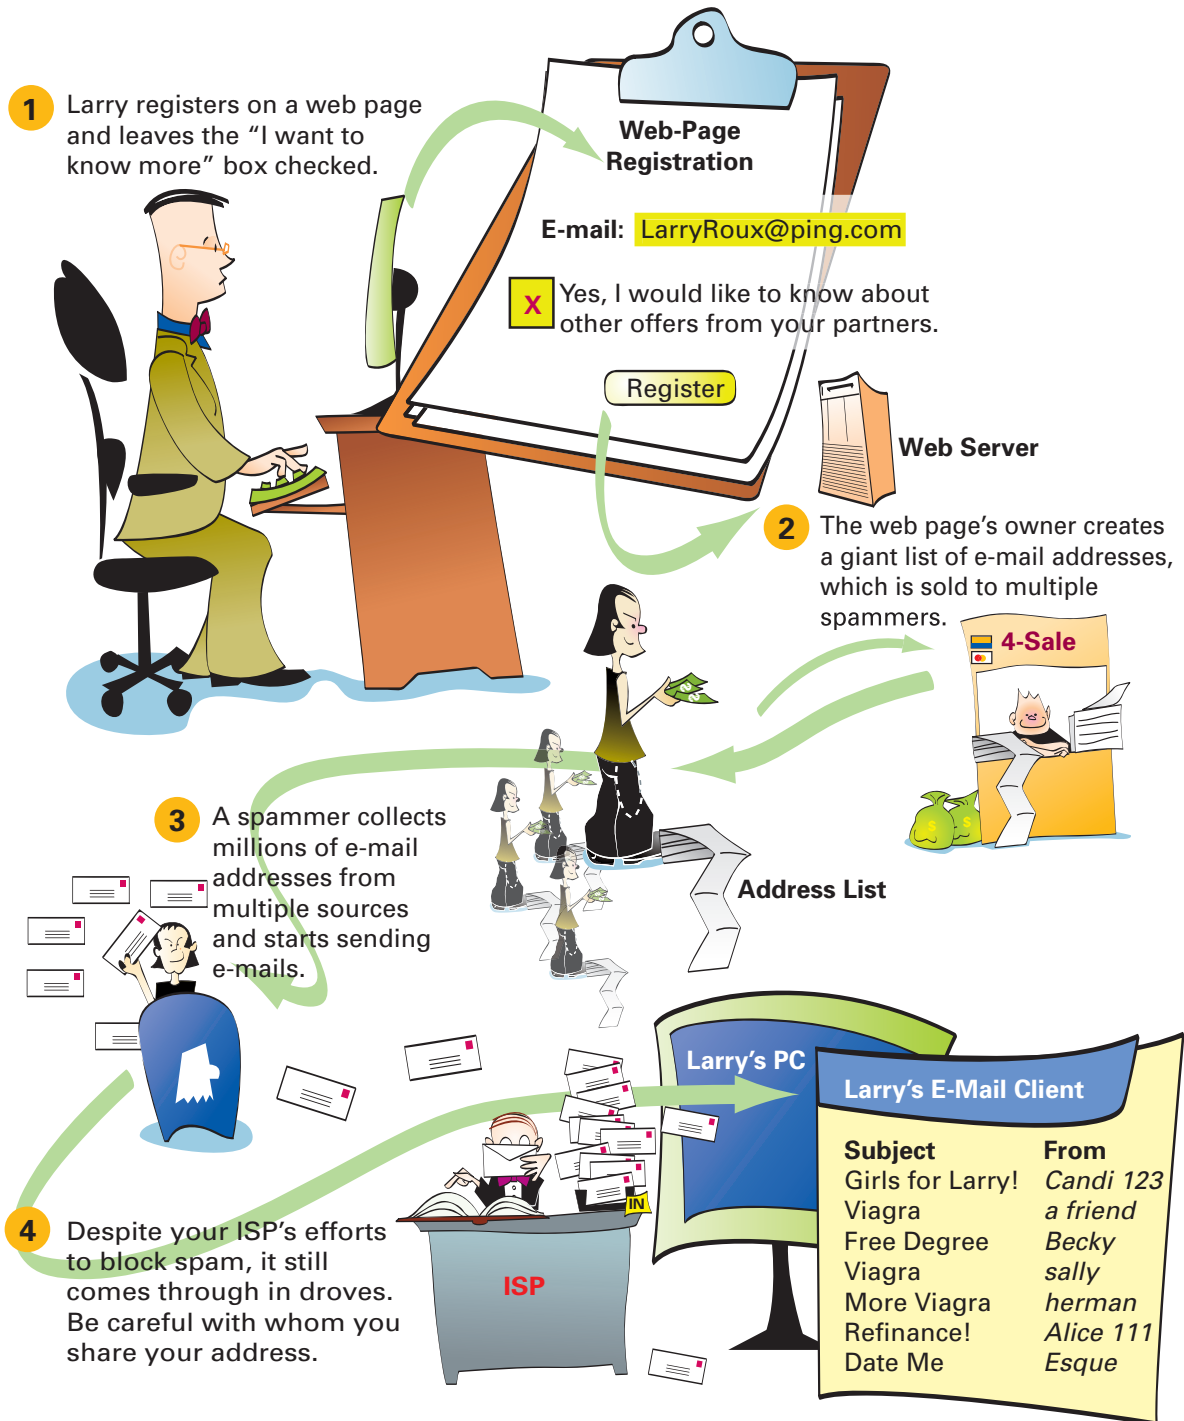 1
Larry registers on a web page
and leaves the “I want to
know more” box checked.
Web-Page
Registration
E-mail: LarryRoux@ping.com
X
Yes, I would like to know about
other offers from your partners.
Register
Web Server
2
The web page’s owner creates
a giant list of e-mail addresses,
which is sold to multiple
spammers.
4-Sale
$
$
3
A spammer collects
millions of e-mail
addresses from
multiple sources
and starts sending
e-mails.
Address List
4
Despite your ISP’s efforts
to block spam, it still
comes through in droves.
Be careful with whom you
share your address.
IN
ISP
Larry’s PC
Larry’s E-Mail Client
Subject From
Girls for Larry! Candi 123
Viagra a friend
Free Degree Becky
Viagra sally
More Viagra herman
Refinance! Alice 111
Date Me Esque